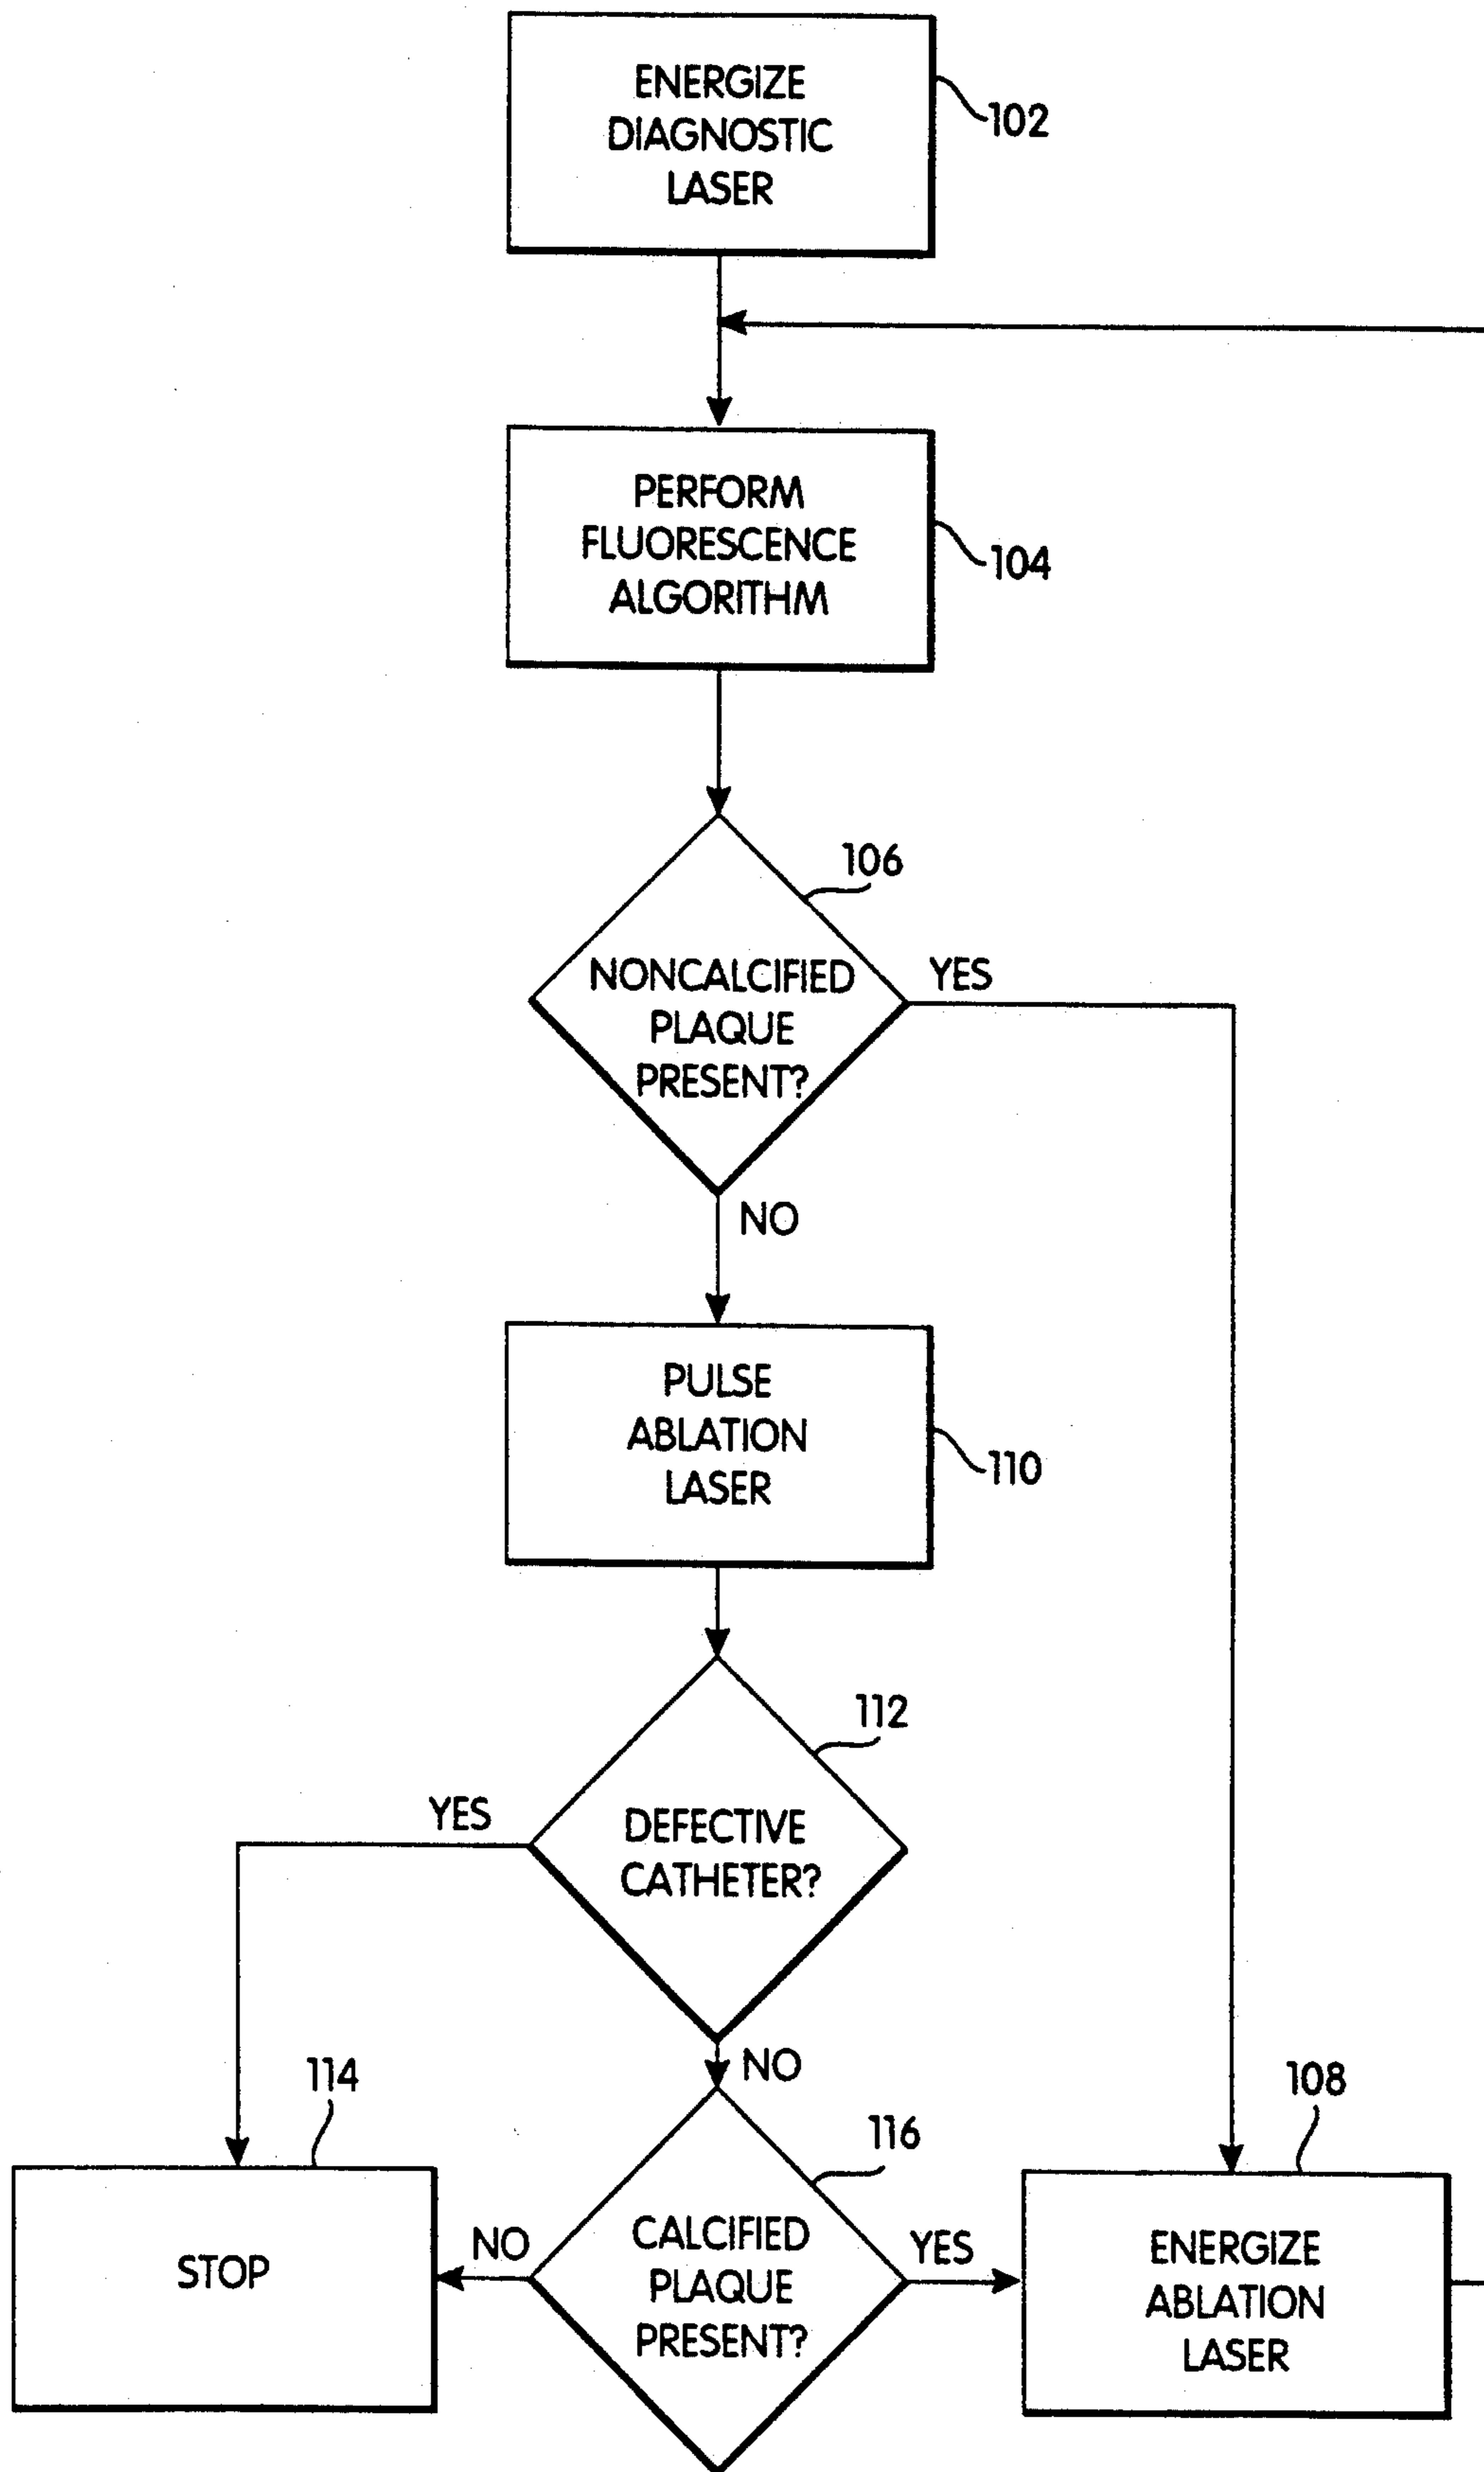 ENERGIZE
DIAGNOSTIC
LASER
102
PERFORM
FLUORESCENCE
ALGORITHM
104
106
NONCALCIFIED
PLAQUE
PRESENT?
YES
NO
PULSE
ABLATION
LASER
110
112
DEFECTIVE
CATHETER?
YES
NO
114
STOP
116
CALCIFIED
PLAQUE
PRESENT?
NO
YES
108
ENERGIZE
ABLATION
LASER